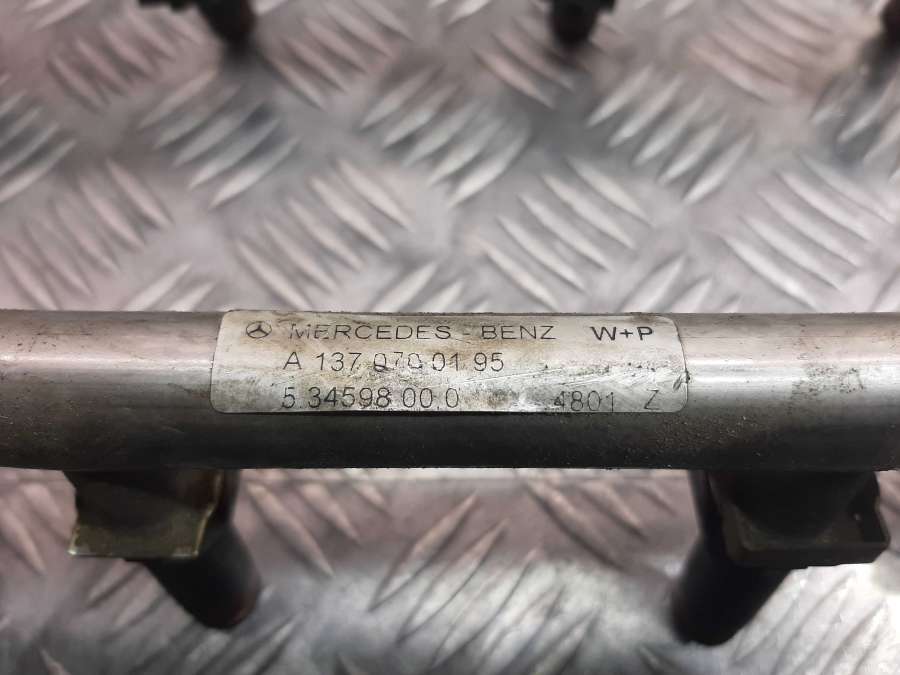 MERCEDES - BENZ W+P
A 137 070 01 95
5 34598 00 0 4801 Z